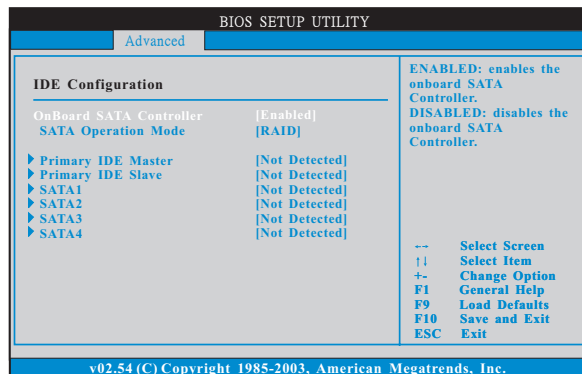 BIOS SETUP UTILITY
Advanced
IDE Configuration
OnBoard SATA Controller [Enabled]
SATA Operation Mode [RAID]
Primary IDE Master [Not Detected]
Primary IDE Slave [Not Detected]
SATA1 [Not Detected]
SATA2 [Not Detected]
SATA3 [Not Detected]
SATA4 [Not Detected]
ENABLED: enables the
onboard SATA
Controller.
DISABLED: disables the
onboard SATA
Controller.
←→ Select Screen
↑↓ Select Item
+- Change Option
F1 General Help
F9 Load Defaults
F10 Save and Exit
ESC Exit
v02.54 (C) Copyright 1985-2003, American Megatrends, Inc.